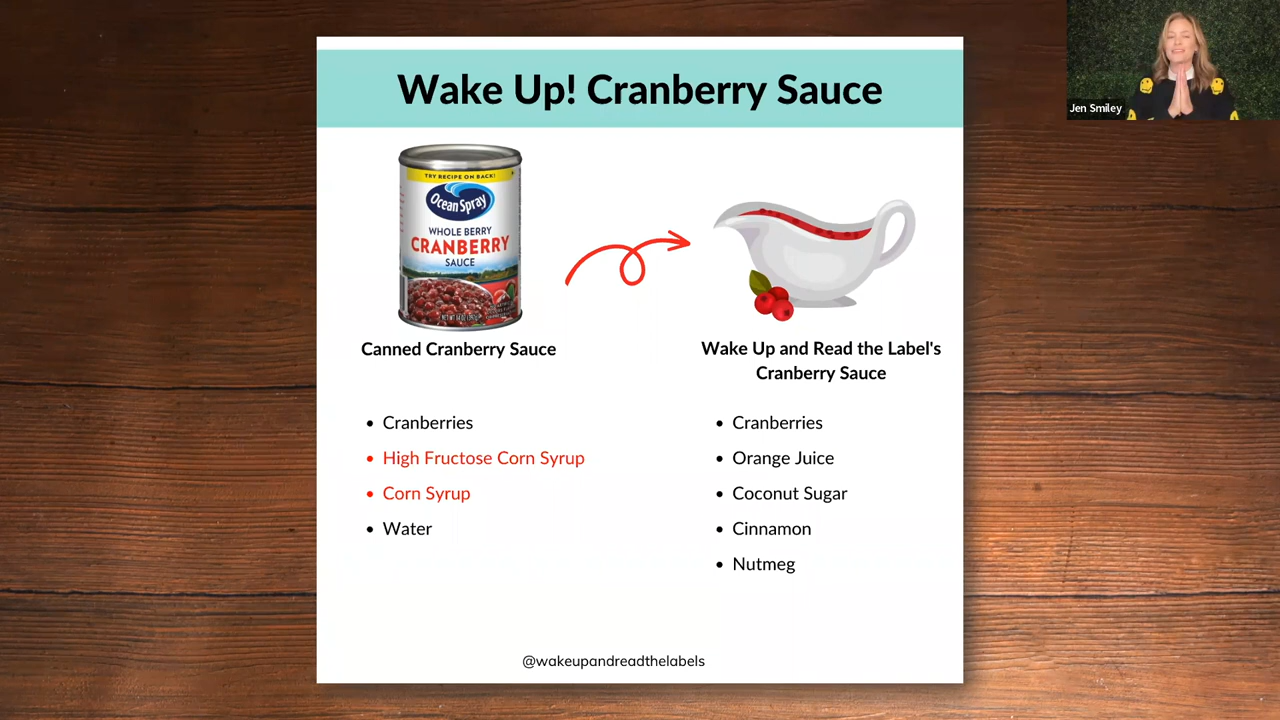 Wake Up! Cranberry Sauce
Jen Smiley
TRY RECIPE ON BACK!
Ocean Spray
WHOLE BERRY
CRANBERRY
SAUCE
Canned Cranberry Sauce
Wake Up and Read the Label's
Cranberry Sauce
Cranberries
High Fructose Corn Syrup
Corn Syrup
Water
Cranberries
Orange Juice
Coconut Sugar
Cinnamon
Nutmeg
@wakeupandreadthelabels